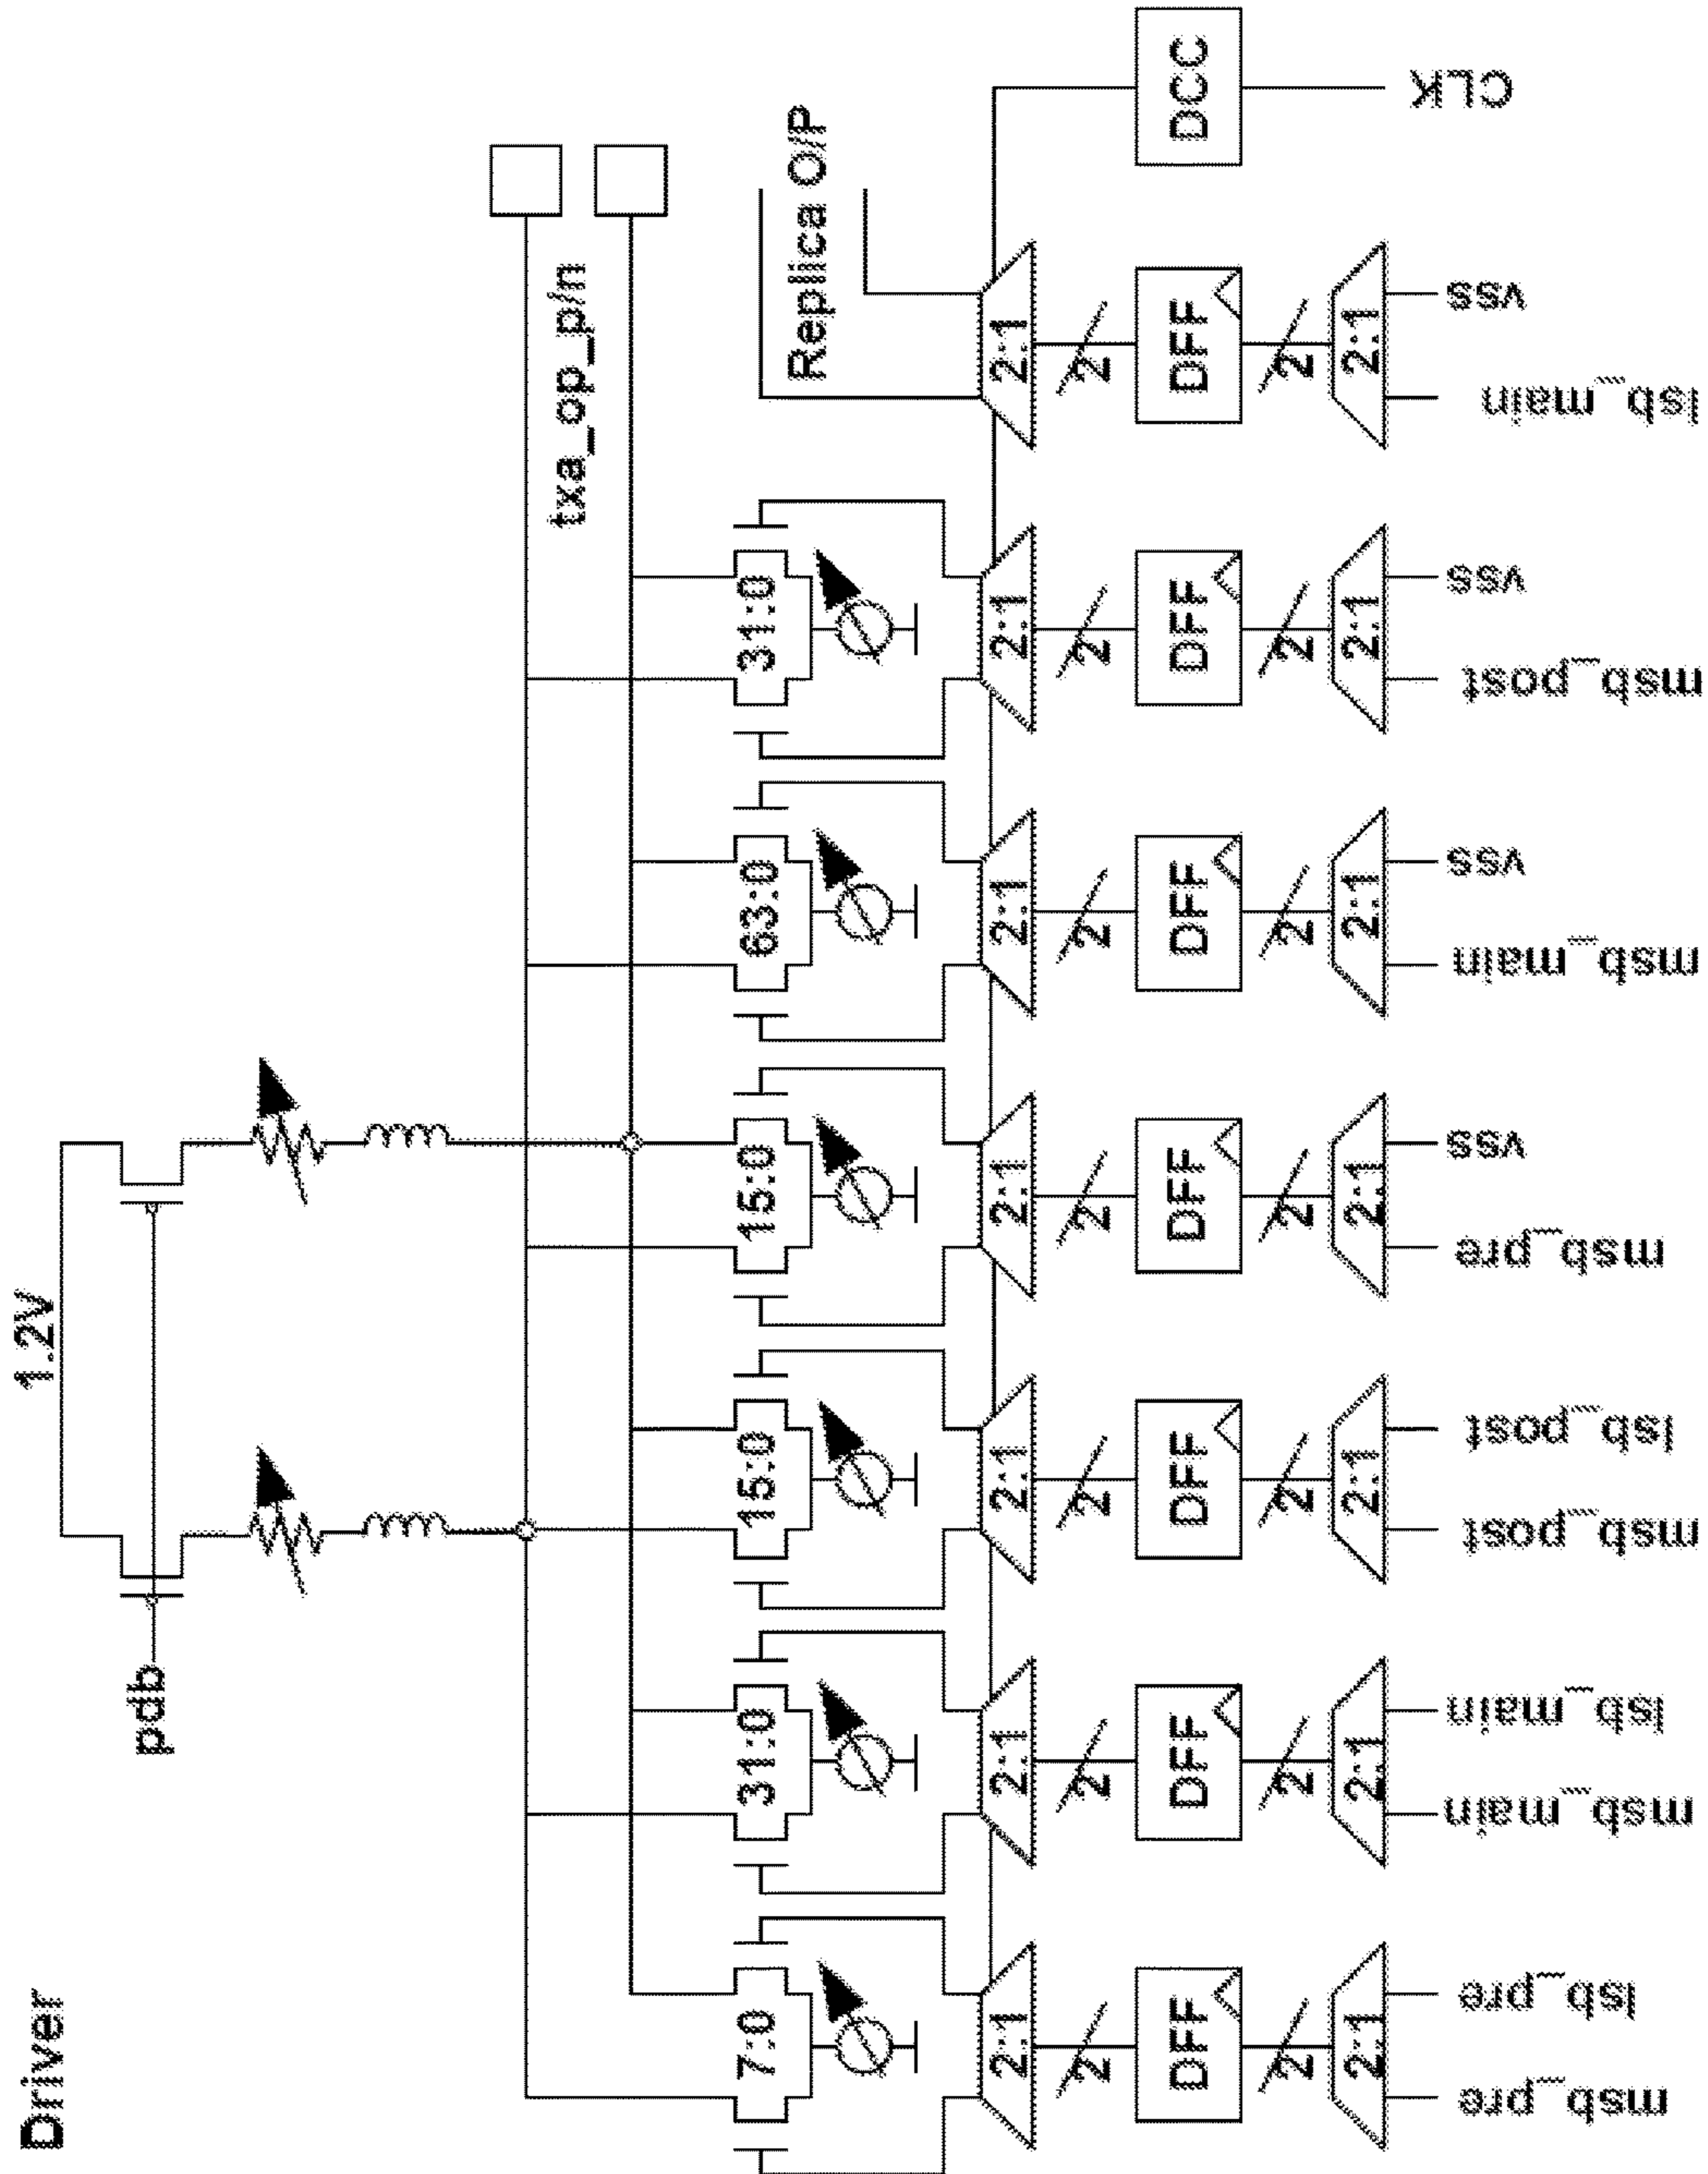 Driver
pdb
1.2V
txa_op_p/n
7:0
31:0
15:0
15:0
63:0
31:0
Replica O/P
2:1
2:1
2:1
2:1
2:1
2:1
2:1
2
2
2
2
2
2
2
DFF
DFF
DFF
DFF
DFF
DFF
DFF
DCC
2
2
2
2
2
2
2
2:1
2:1
2:1
2:1
2:1
2:1
2:1
msb_pre
lsb_pre
msb_main
lsb_main
msb_post
lsb_post
msb_pre
vss
msb_main
vss
msb_post
vss
lsb_main
vss
CLK